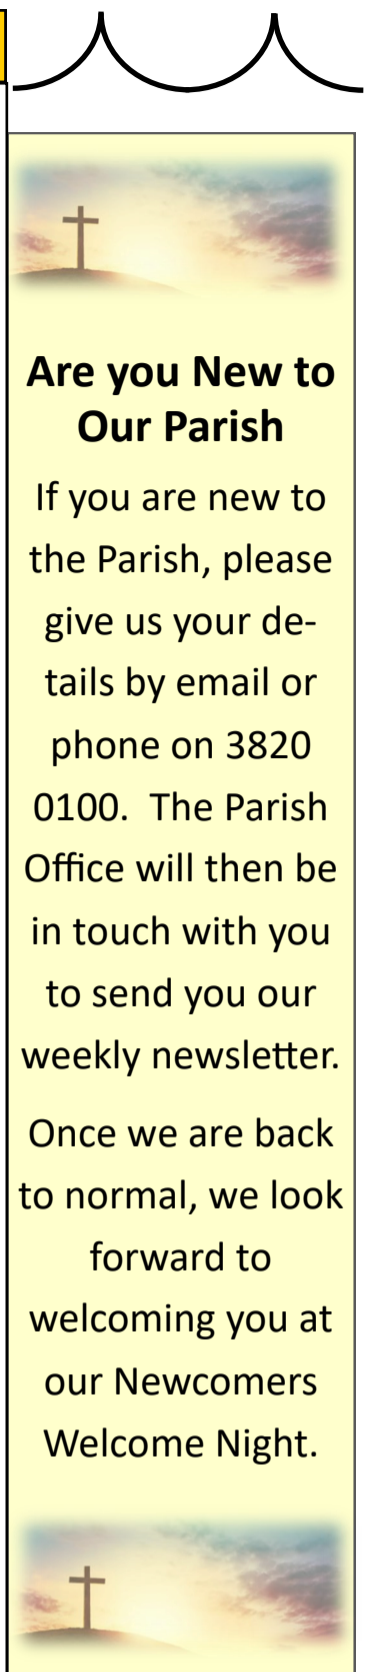 Are you New to
Our Parish
If you are new to
the Parish, please
give us your de-
tails by email or
phone on 3820
0100.  The Parish
Office will then be
in touch with you
to send you our
weekly newsletter.
Once we are back
to normal, we look
forward to
welcoming you at
our Newcomers
Welcome Night.